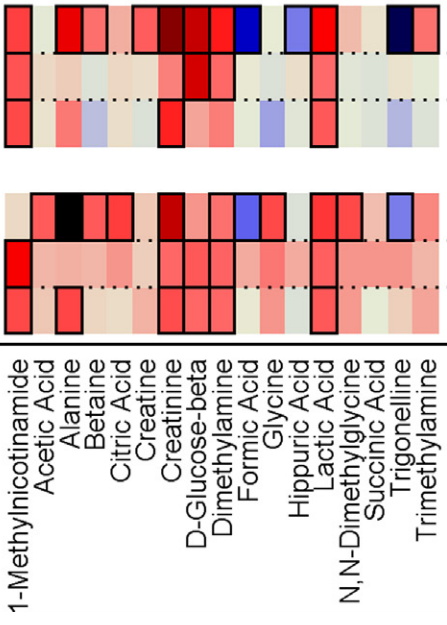 1-Methylnicotinamide
Acetic Acid
Alanine
Betaine
Citric Acid
Creatine
Creatinine
D-Glucose-beta
Dimethylamine
Formic Acid
Glycine
Hippuric Acid
Lactic Acid
N,N-Dimethylglycine
Succinic Acid
Trigonelline
Trimethylamine